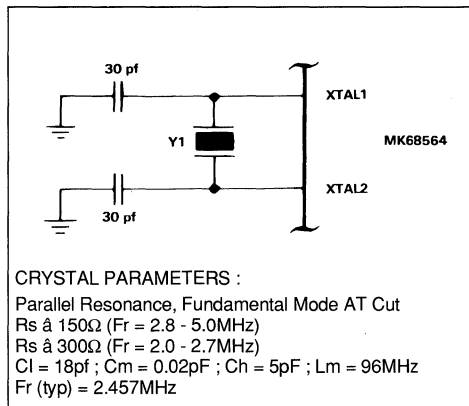 30 pf
XTAL1
Y1
MK68564
XTAL2
30 pf
CRYSTAL PARAMETERS :
Parallel Resonance, Fundamental Mode AT Cut
Rs â 150Ω (Fr = 2.8 - 5.0MHz)
Rs â 300Ω (Fr = 2.0 - 2.7MHz)
Cl = 18pf ; Cm = 0.02pF ; Ch = 5pF ; Lm = 96MHz
Fr (typ) = 2.457MHz